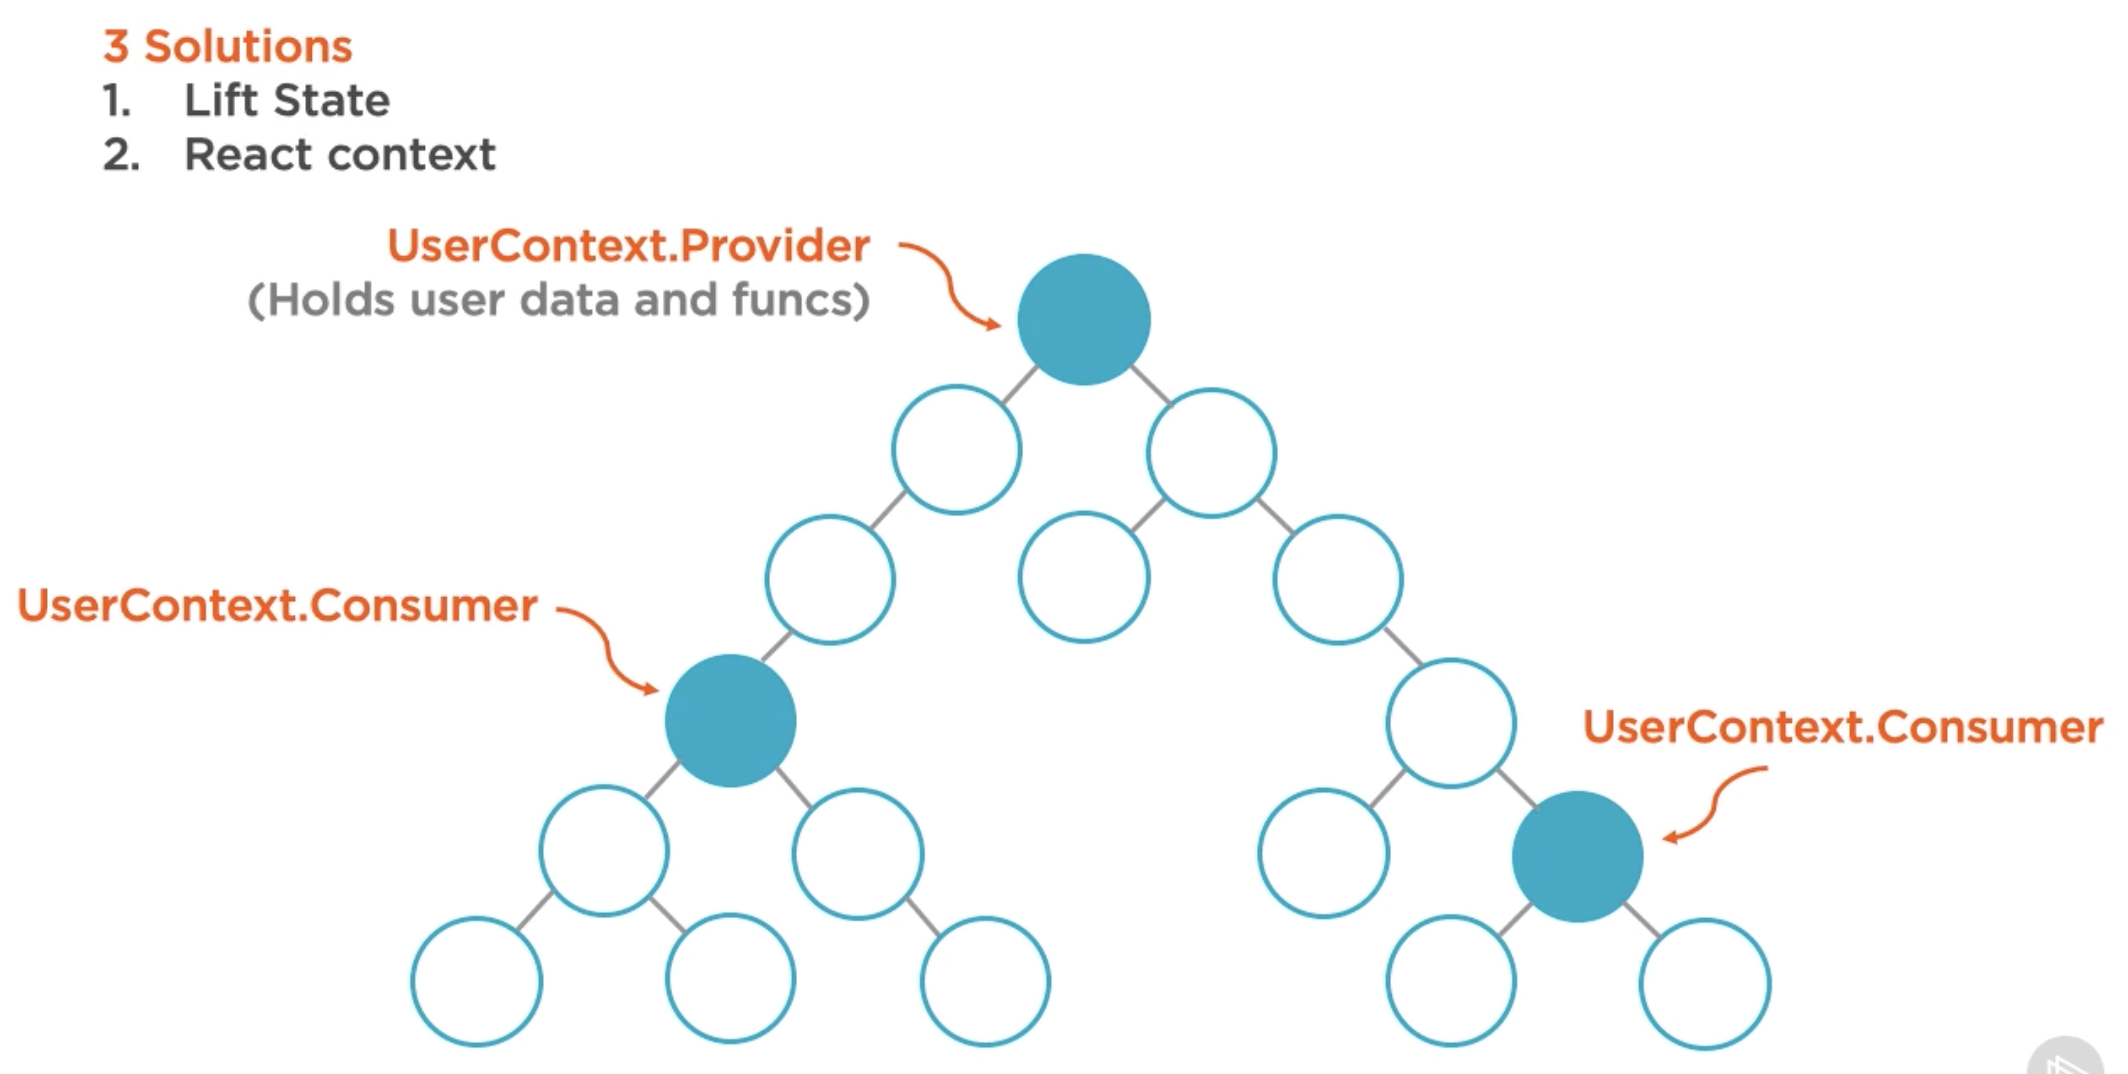 3 Solutions
1. Lift State
2. React context
UserContext.Provider
(Holds user data and funcs)
UserContext.Consumer
UserContext.Consumer